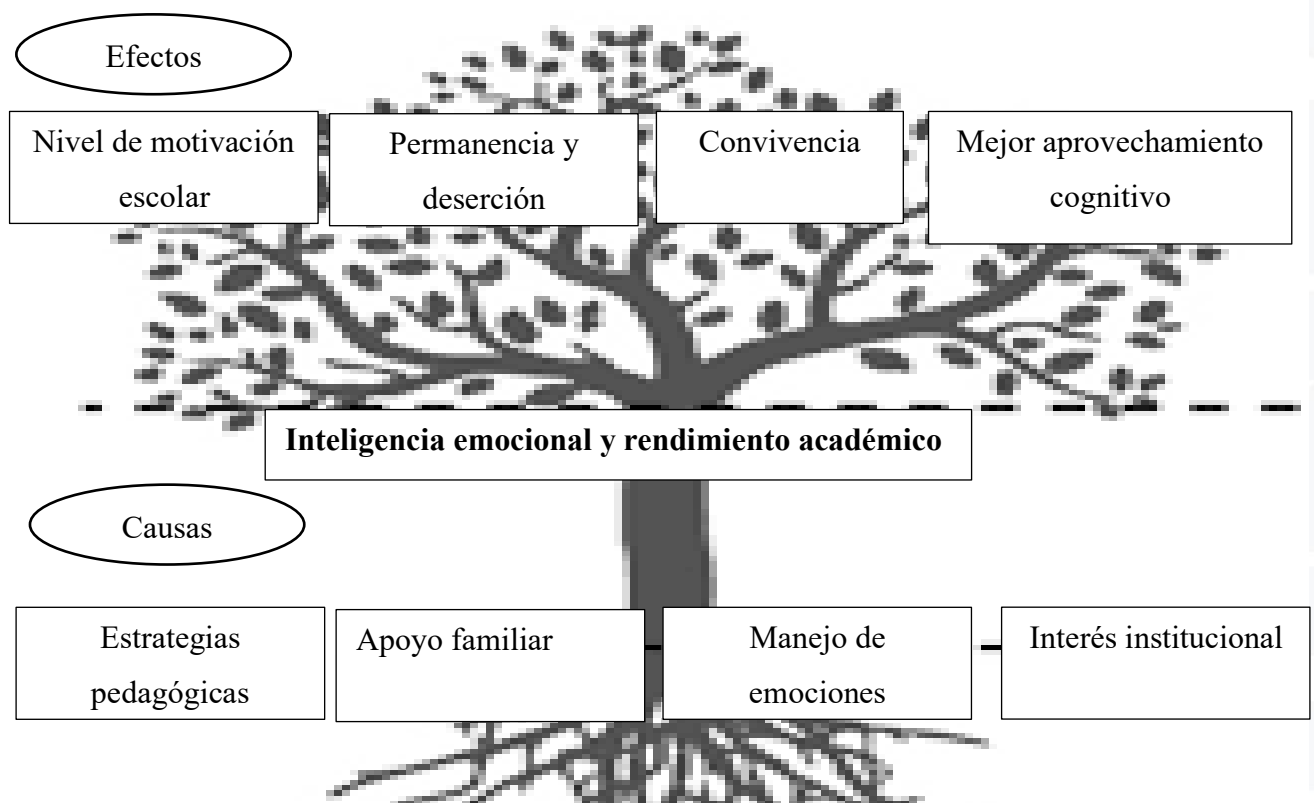 Efectos
Nivel de motivación
escolar
Permanencia y
deserción
Convivencia
Mejor aprovechamiento
cognitivo
Inteligencia emocional y rendimiento académico
Causas
Estrategias
pedagógicas
Apoyo familiar
Manejo de
emociones
Interés institucional